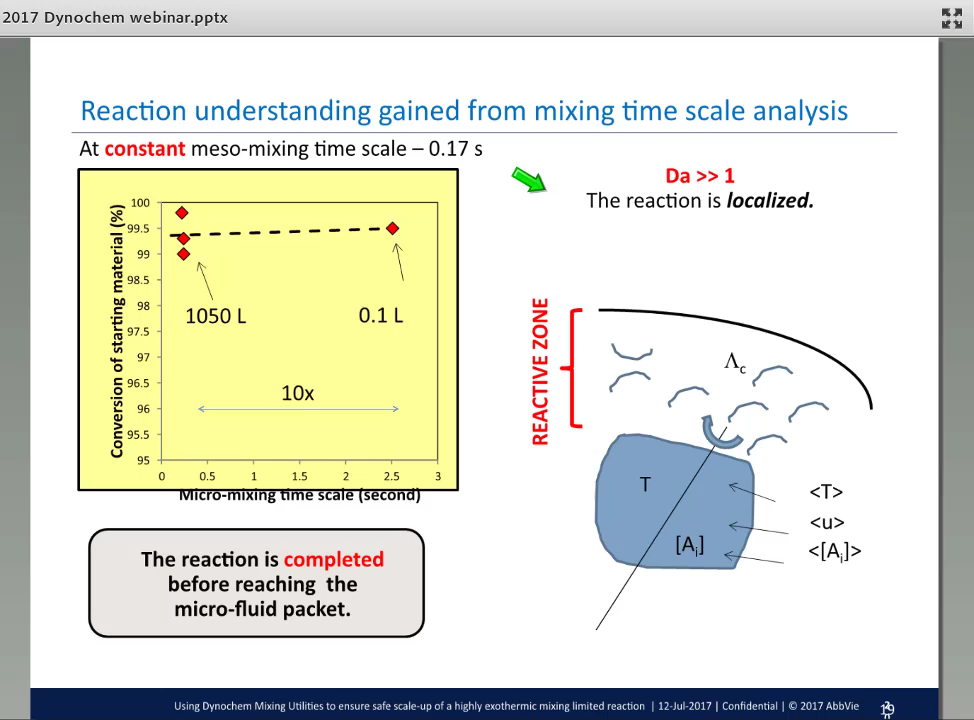 2017 Dynochem webinar.pptx
Reaction understanding gained from mixing time scale analysis
At constant meso-mixing time scale – 0.17 s
Da >> 1
The reaction is localized.
Conversion of starting material (%)
100
99.5
99
98.5
98
97.5
97
96.5
96
95.5
95
1050 L
0.1 L
10x
0 0.5 1 1.5 2 2.5 3
Micro-mixing time scale (second)
REACTIVE ZONE
Λc
T
[Ai]
<T>
<u>
<[Ai]>
The reaction is completed
before reaching the
micro-fluid packet.
Using Dynochem Mixing Utilities to ensure safe scale-up of a highly exothermic mixing limited reaction | 12-Jul-2017 | Confidential | © 2017 AbbVie